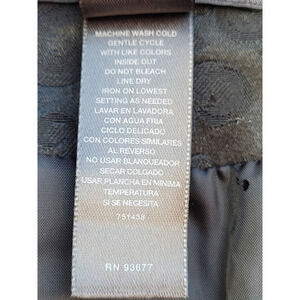 MACHINE WASH COLD
GENTLE CYCLE
WITH LIKE COLORS
INSIDE OUT
DO NOT BLEACH
LINE DRY
IRON ON LOWEST
SETTING AS NEEDED
LAVAR EN LAVADORA
CON AGUA FRIA
CICLO DELICADO
CON COLORES SIMILARES
AL REVERSO
NO USAR BLANQUEADOR
SECAR COLGADO
USAR PLANCHA EN MINIMA
TEMPERATURA
SI SE NECESITA
751438
RN 93677